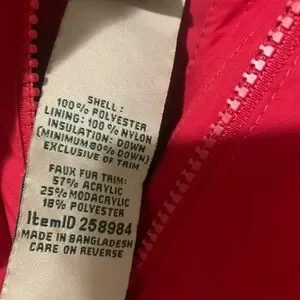 SHELL:
100% POLYESTER
LINING: 100% NYLON
INSULATION: DOWN
(MINIMUM 80% DOWN)
EXCLUSIVE OF TRIM
FAUX FUR TRIM:
57% ACRYLIC
25% MODACRYLIC
18% POLYESTER
ItemID 258984
MADE IN BANGLADESH
CARE ON REVERSE